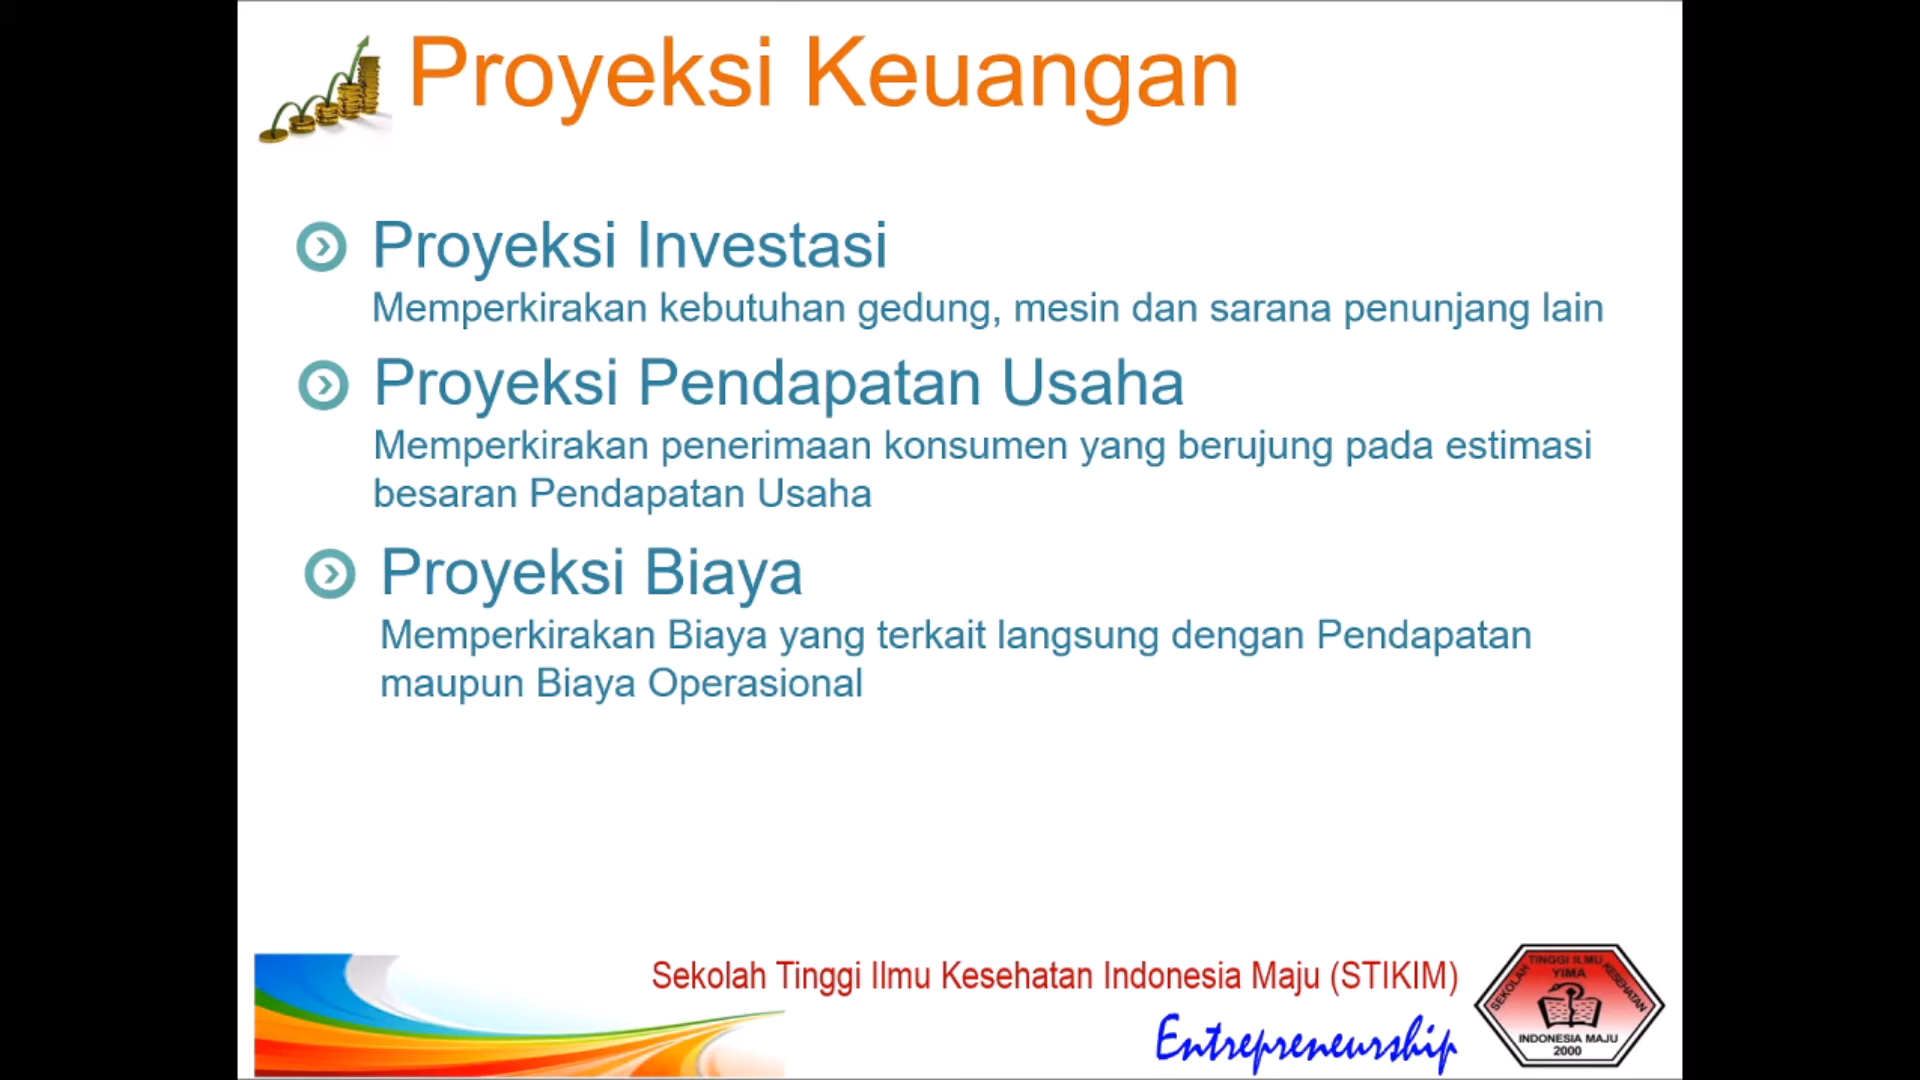 Proyeksi Keuangan
Proyeksi Investasi
Memperkirakan kebutuhan gedung, mesin dan sarana penunjang lain
Proyeksi Pendapatan Usaha
Memperkirakan penerimaan konsumen yang berujung pada estimasi
besaran Pendapatan Usaha
Proyeksi Biaya
Memperkirakan Biaya yang terkait langsung dengan Pendapatan
maupun Biaya Operasional
Sekolah Tinggi Ilmu Kesehatan Indonesia Maju (STIKIM)
Entrepreneurship
SEKOLAH TINGGI ILMU KESEHATAN
YIMA
INDONESIA MAJU
2000